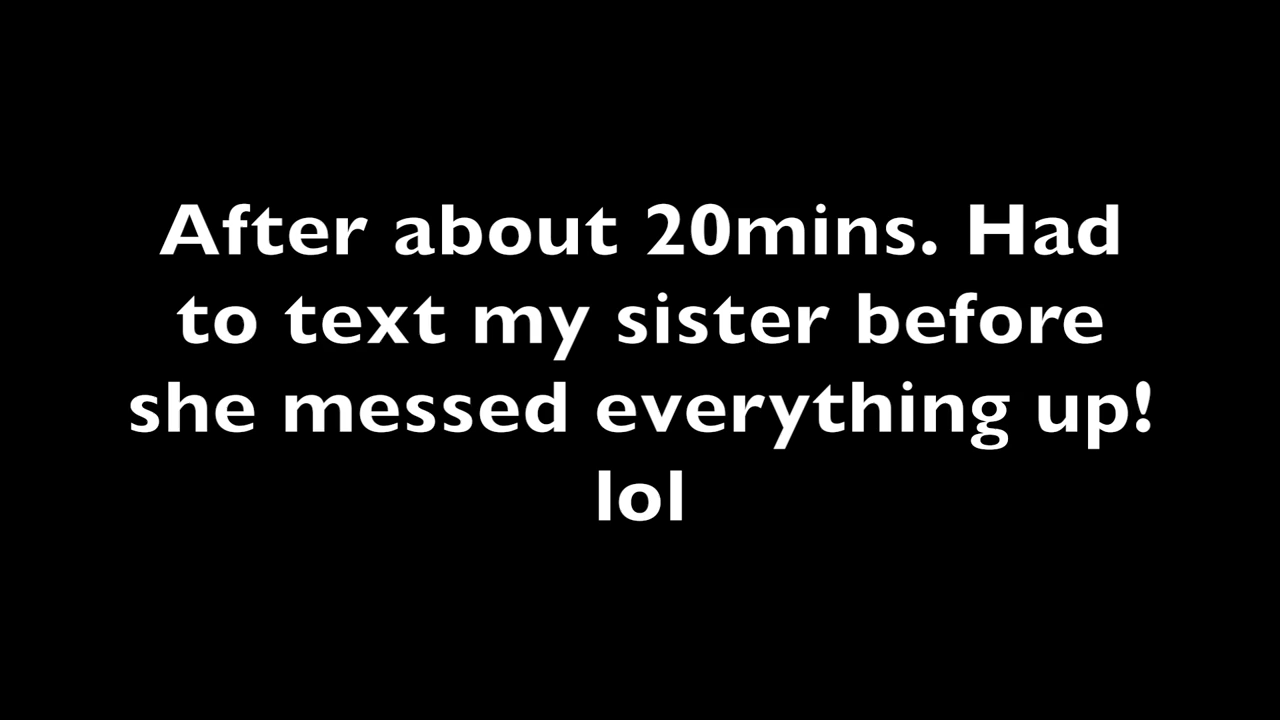 After about 20mins. Had
to text my sister before
she messed everything up!
lol